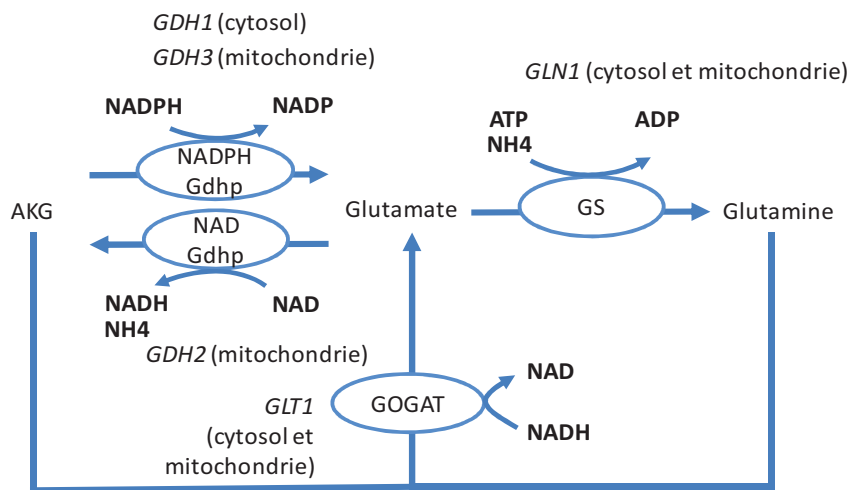 GDH1 (cytosol)
GDH3 (mitochondrie)
GLN1 (cytosol et mitochondrie)
NADPH
NADP
ATP
NH4
ADP
NADPH
Gdhp
AKG
NAD
Gdhp
Glutamate
GS
Glutamine
NADH
NH4
NAD
GDH2 (mitochondrie)
GLT1
(cytosol et
mitochondrie)
GOGAT
NAD
NADH